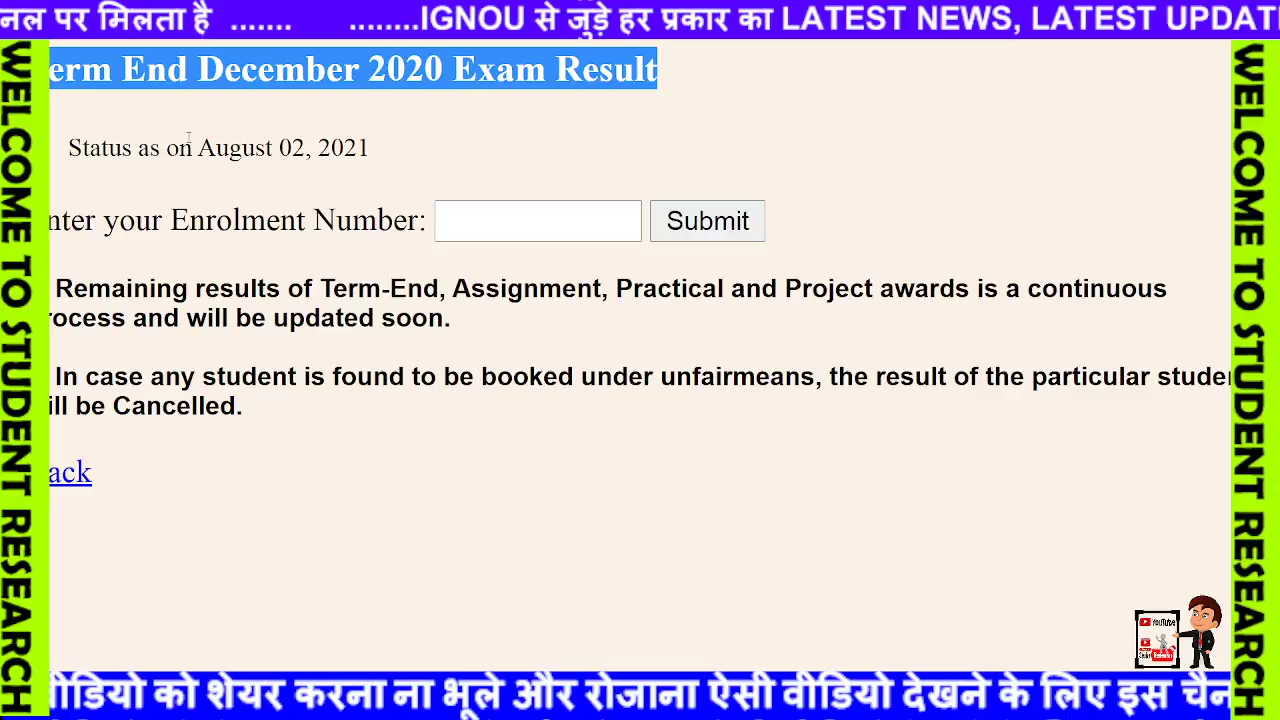 नल पर मिलता है ....... ........IGNOU से जुड़े हर प्रकार का LATEST NEWS, LATEST UPDAT
WELCOME TO STUDENT RESEARCH
erm End December 2020 Exam Result
Status as on August 02, 2021
nter your Enrolment Number: Submit
Remaining results of Term-End, Assignment, Practical and Project awards is a continuous
rocess and will be updated soon.
In case any student is found to be booked under unfairmeans, the result of the particular studen
ill be Cancelled.
ack
YouTube
WELCOME TO STUDENT RESEARCH
वीडियो को शेयर करना ना भूले और रोजाना ऐसी वीडियो देखने के लिए इस चैन